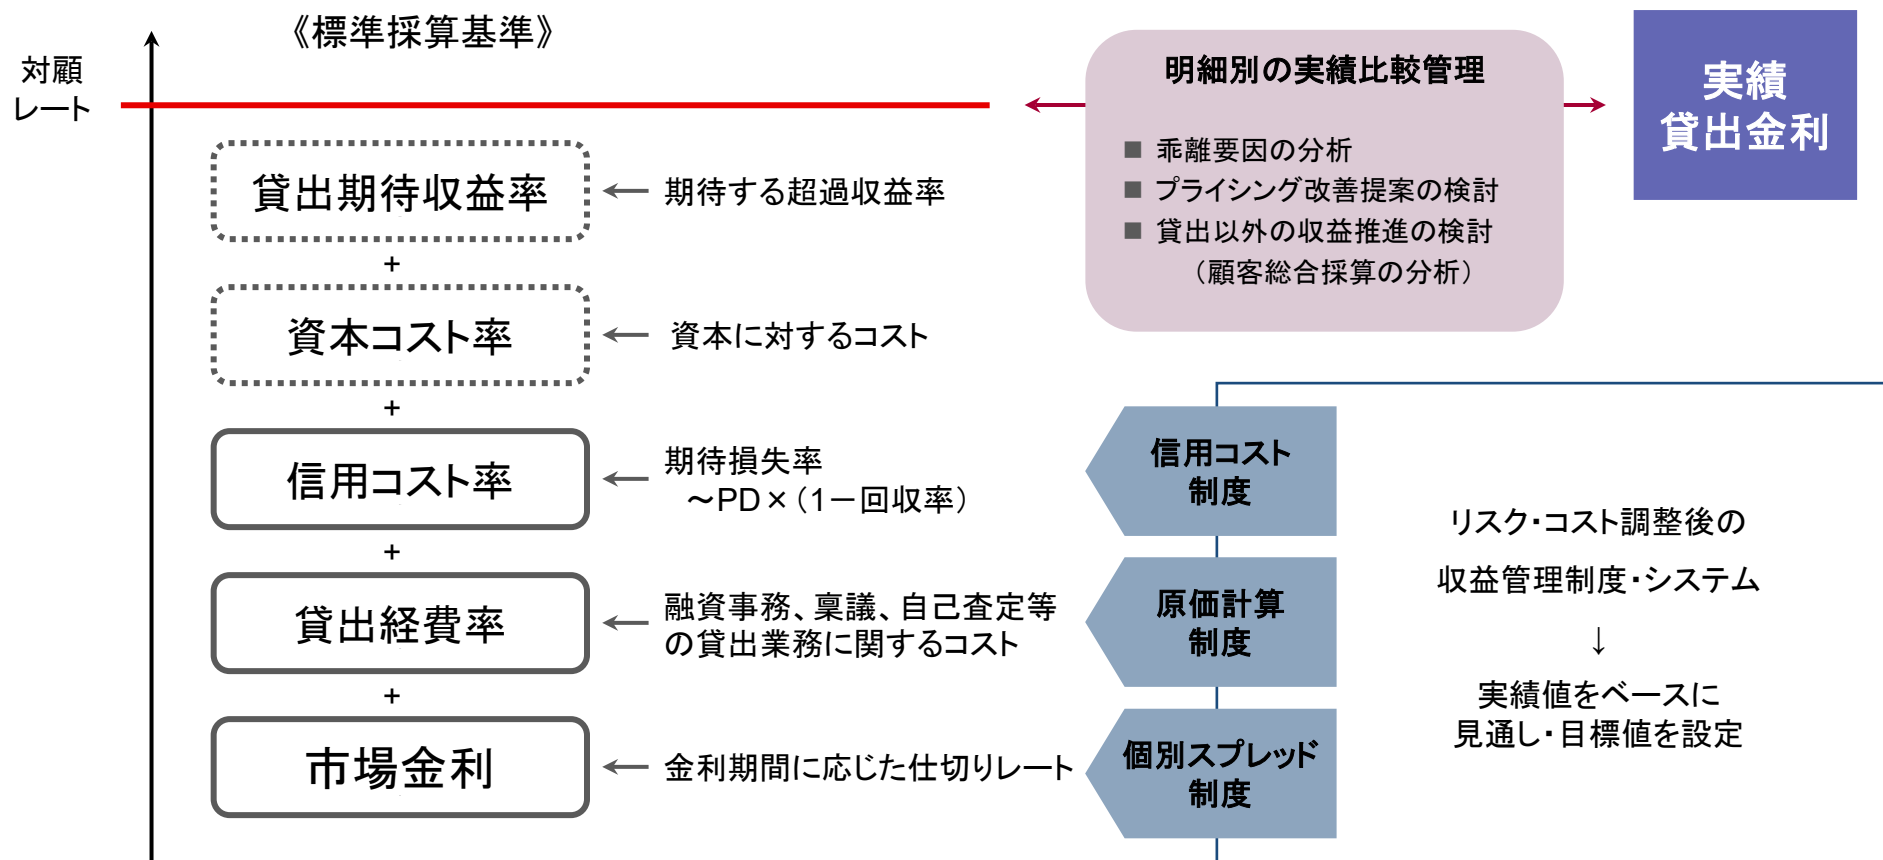 《標準採算基準》
対顧
レート
貸出期待収益率
期待する超過収益率
+
資本コスト率
資本に対するコスト
+
信用コスト率
期待損失率
～PD×（1－回収率）
+
貸出経費率
融資事務、稟議、自己査定等
の貸出業務に関するコスト
+
市場金利
金利期間に応じた仕切りレート
明細別の実績比較管理
■ 乖離要因の分析
■ プライシング改善提案の検討
■ 貸出以外の収益推進の検討
（顧客総合採算の分析）
実績
貸出金利
信用コスト
制度
原価計算
制度
個別スプレッド
制度
リスク・コスト調整後の
収益管理制度・システム
↓
実績値をベースに
見通し・目標値を設定